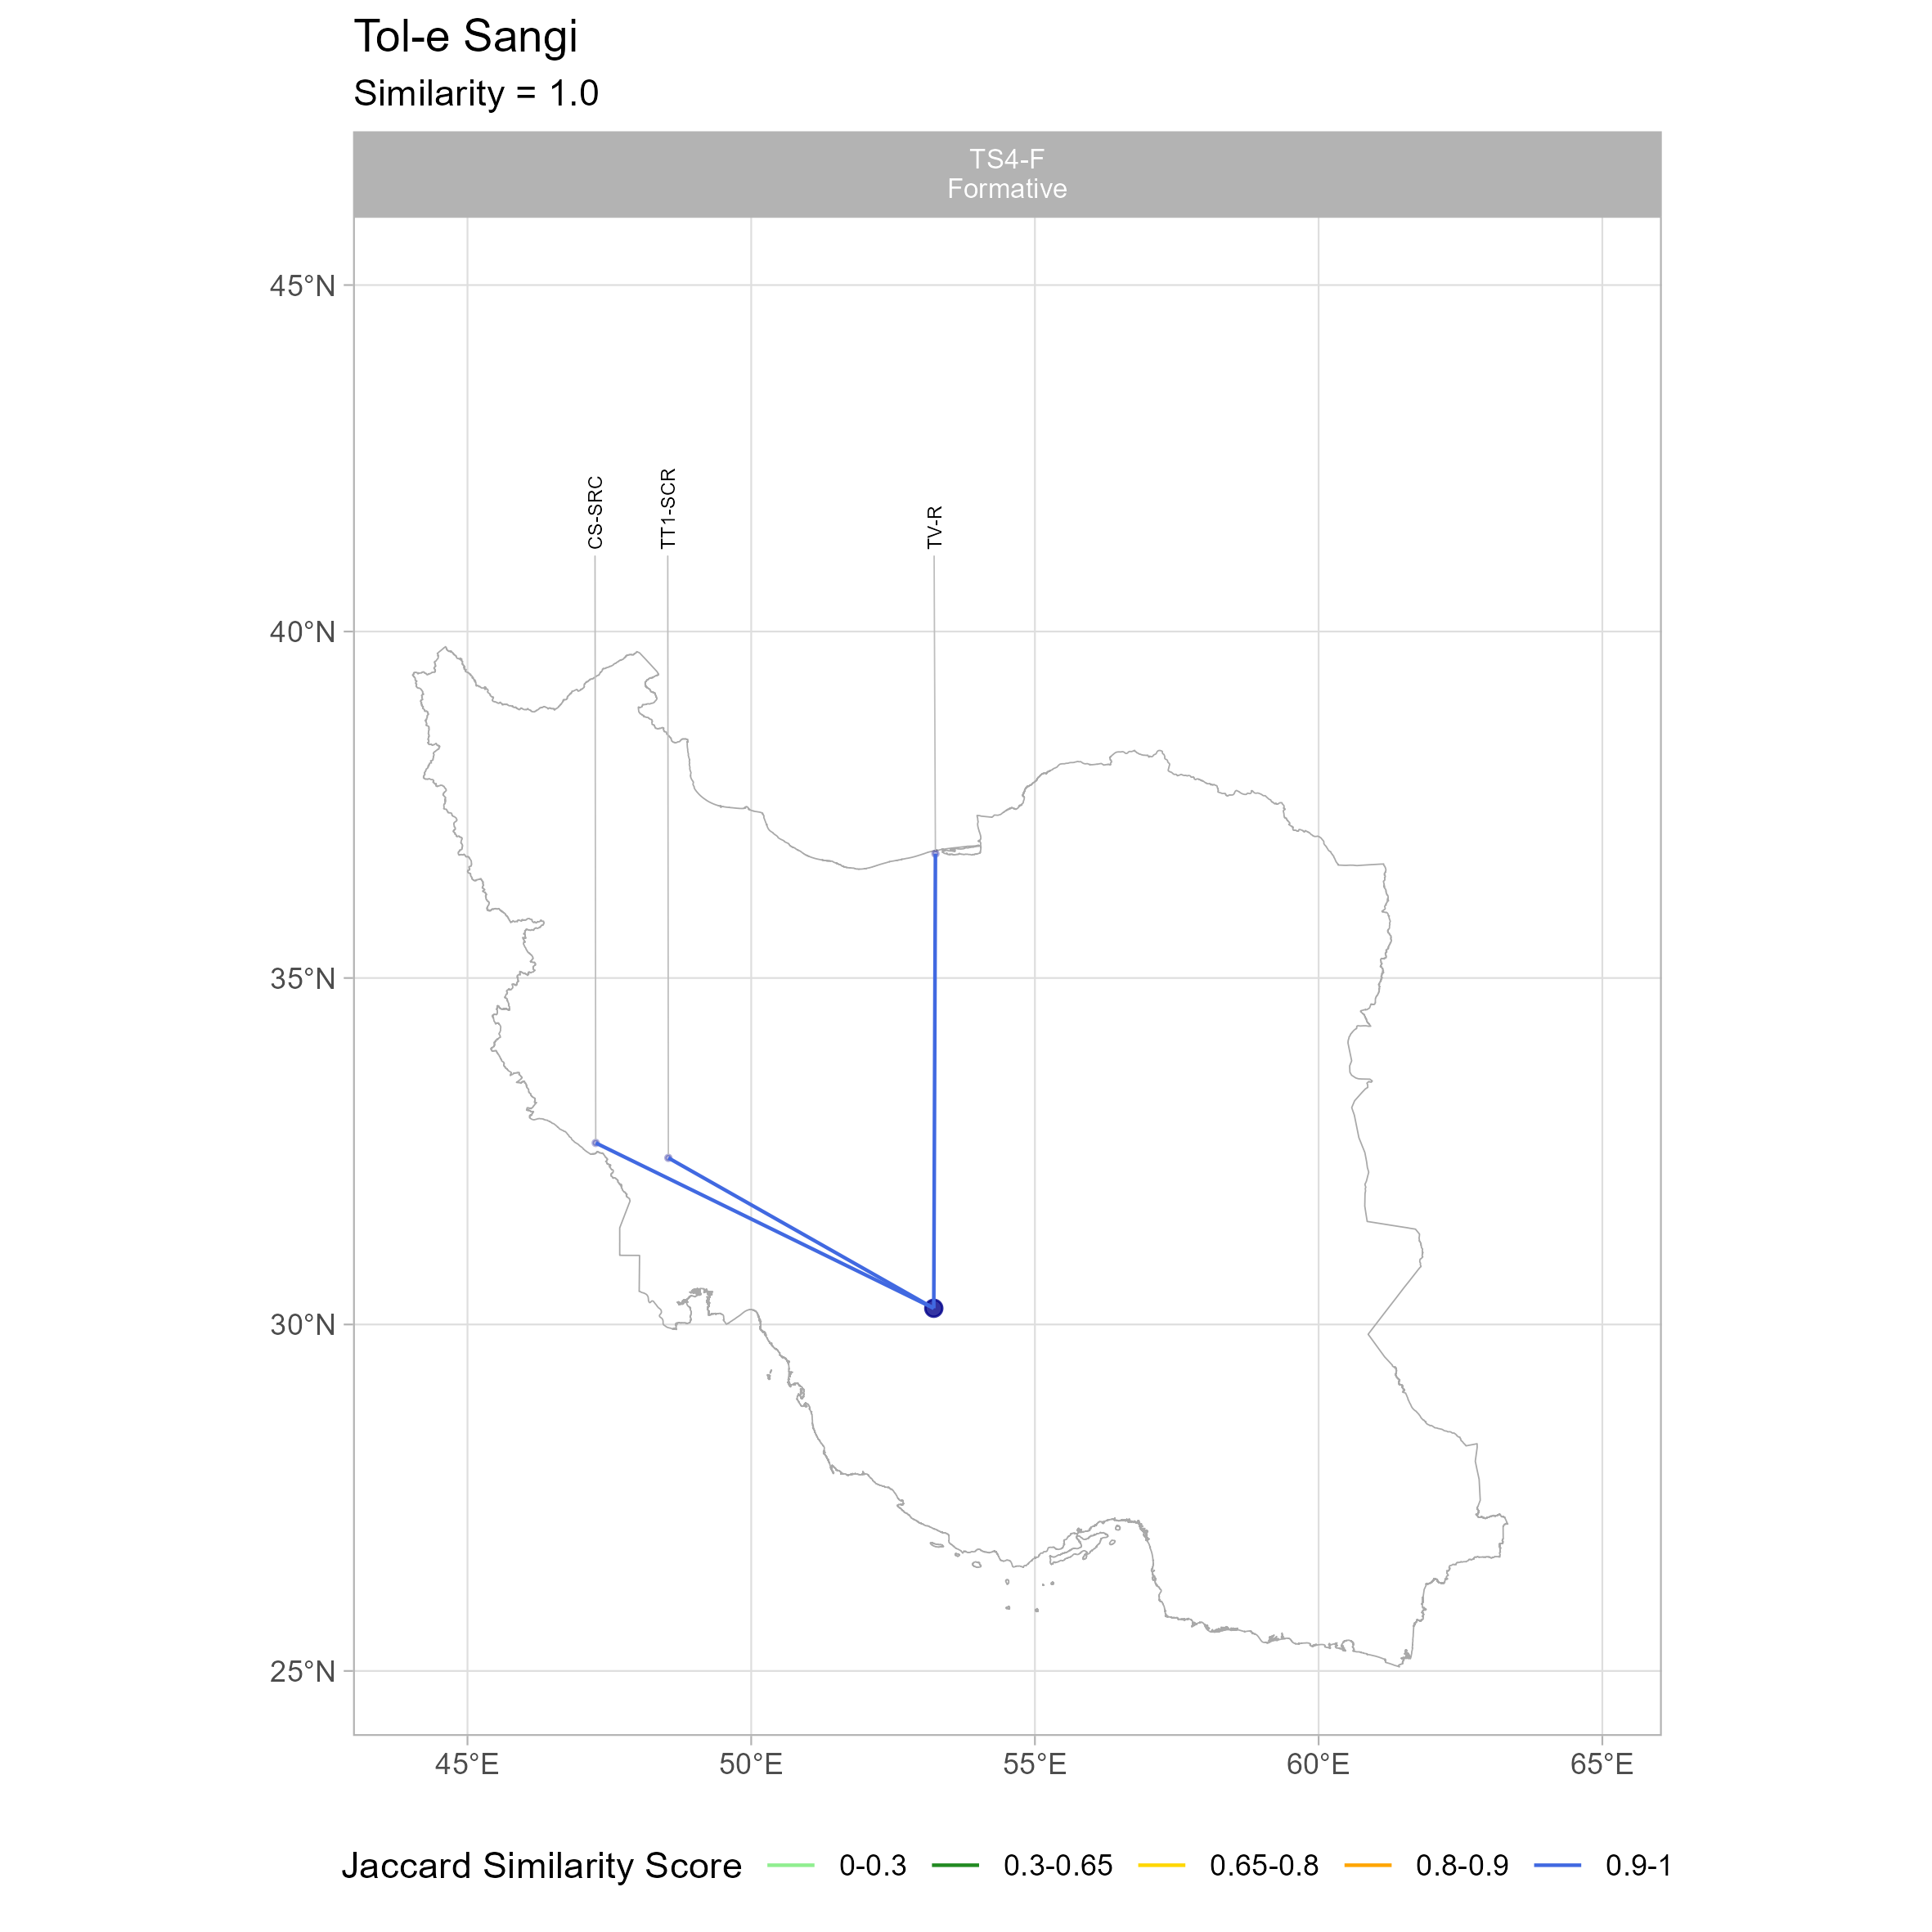 Tol-e Sangi
Similarity = 1.0
TS4-F
Formative
45°N
40°N
35°N
30°N
25°N
CS-SRC
TT1-SCR
TV-R
45°E 50°E 55°E 60°E 65°E
Jaccard Similarity Score 0-0.3 0.3-0.65 0.65-0.8 0.8-0.9 0.9-1